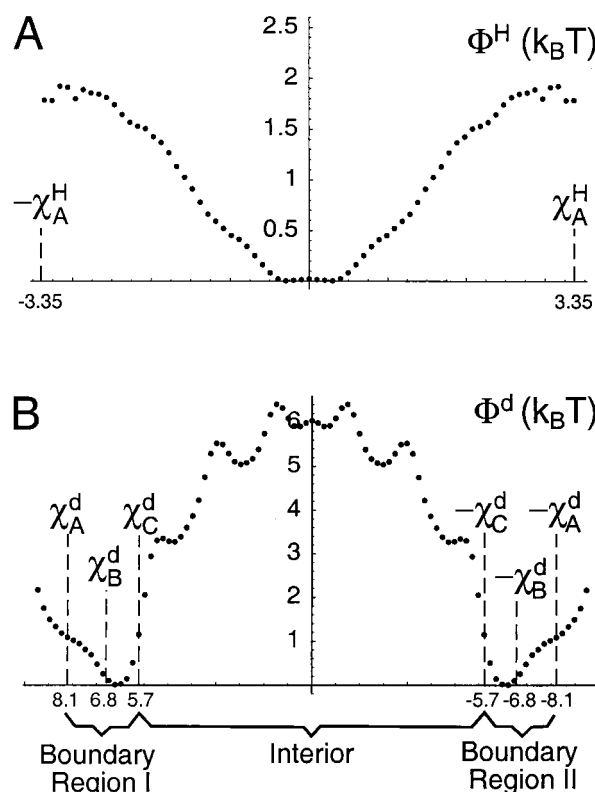 A
Φ^H (k_BT)
2.5
2
1.5
1
0.5
−χ_A^H
χ_A^H
-3.35
3.35
B
Φ^d (k_BT)
6
5
4
3
2
1
χ_A^d
χ_B^d
χ_C^d
−χ_C^d
−χ_A^d
−χ_B^d
8.1 6.8 5.7
-5.7 -6.8 -8.1
Boundary
Region I
Interior
Boundary
Region II